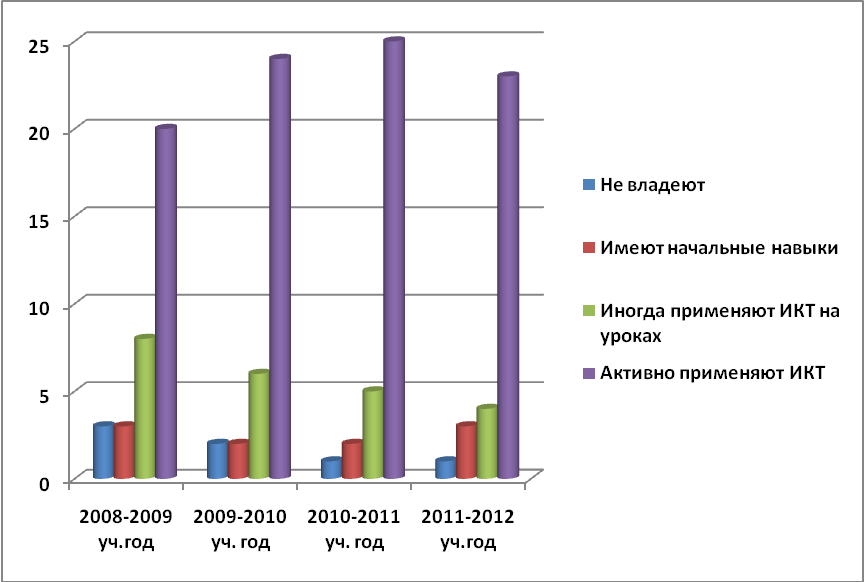 25
20
15
10
5
0
2008-2009
уч.год
2009-2010
уч. год
2010-2011
уч. год
2011-2012
уч.год
Не владеют
Имеют начальные навыки
Иногда применяют ИКТ на
уроках
Активно применяют ИКТ